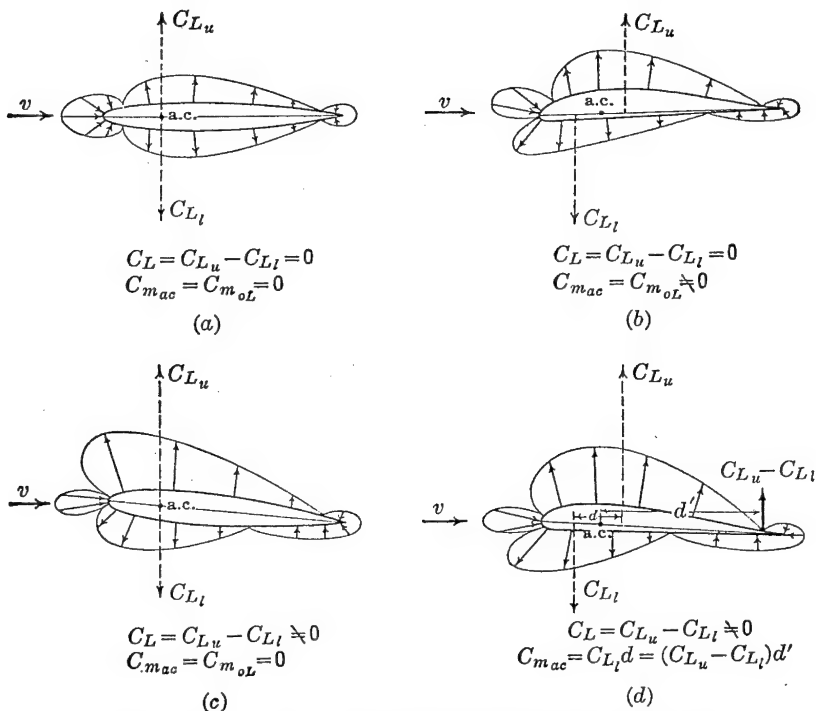 C_{L_u}
v
a.c.
C_{L_l}
C_L = C_{L_u} − C_{L_l} = 0
C_{m_{ac}} = C_{m_{oL}} = 0
(a)
C_{L_u}
v
a.c.
C_{L_l}
C_L = C_{L_u} − C_{L_l} = 0
C_{m_{ac}} = C_{m_{oL}} ≠ 0
(b)
C_{L_u}
v
a.c.
C_{L_l}
C_L = C_{L_u} − C_{L_l} ≠ 0
C_{m_{ac}} = C_{m_{oL}} = 0
(c)
C_{L_u}
C_{L_u} − C_{L_l}
v
d
d′
a.c.
C_{L_l}
C_L = C_{L_u} − C_{L_l} ≠ 0
C_{m_{ac}} = C_{L_l}d = (C_{L_u} − C_{L_l})d′
(d)